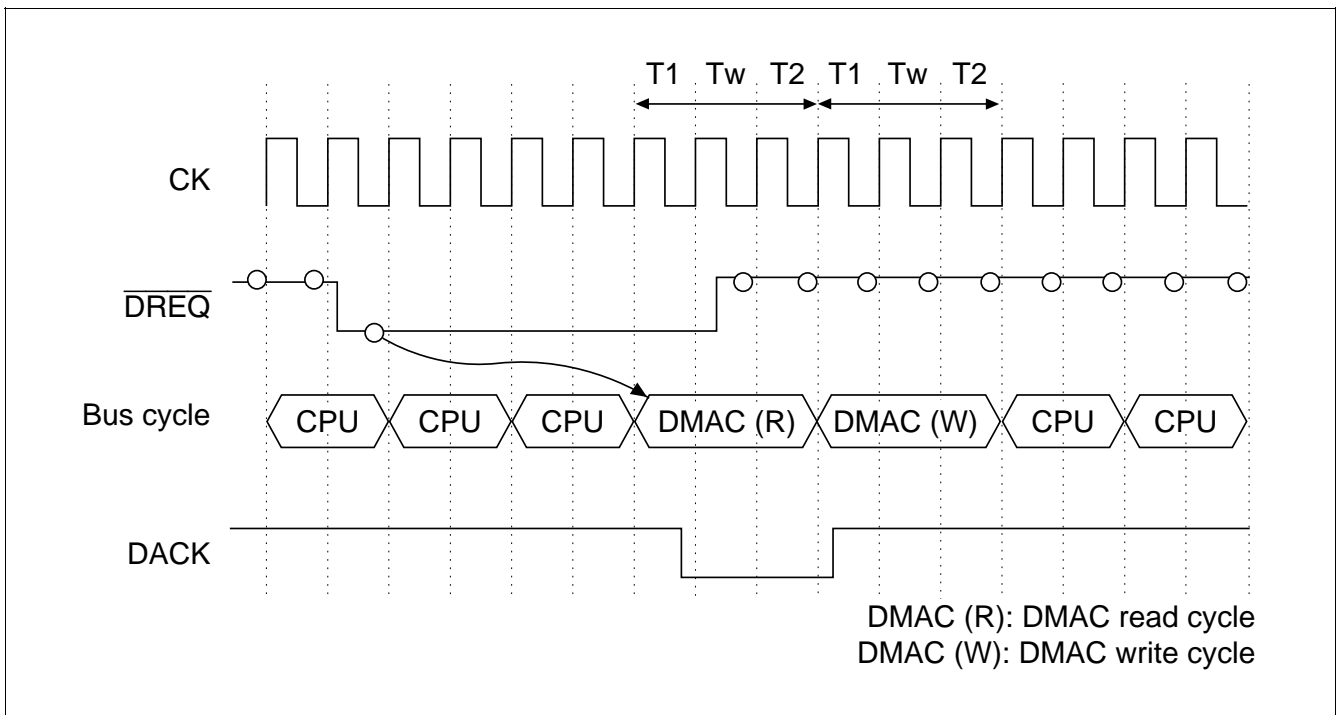 T1 Tw T2 T1 Tw T2
CK
DREQ
Bus cycle CPU CPU CPU DMAC (R) DMAC (W) CPU CPU
DACK
DMAC (R): DMAC read cycle
DMAC (W): DMAC write cycle